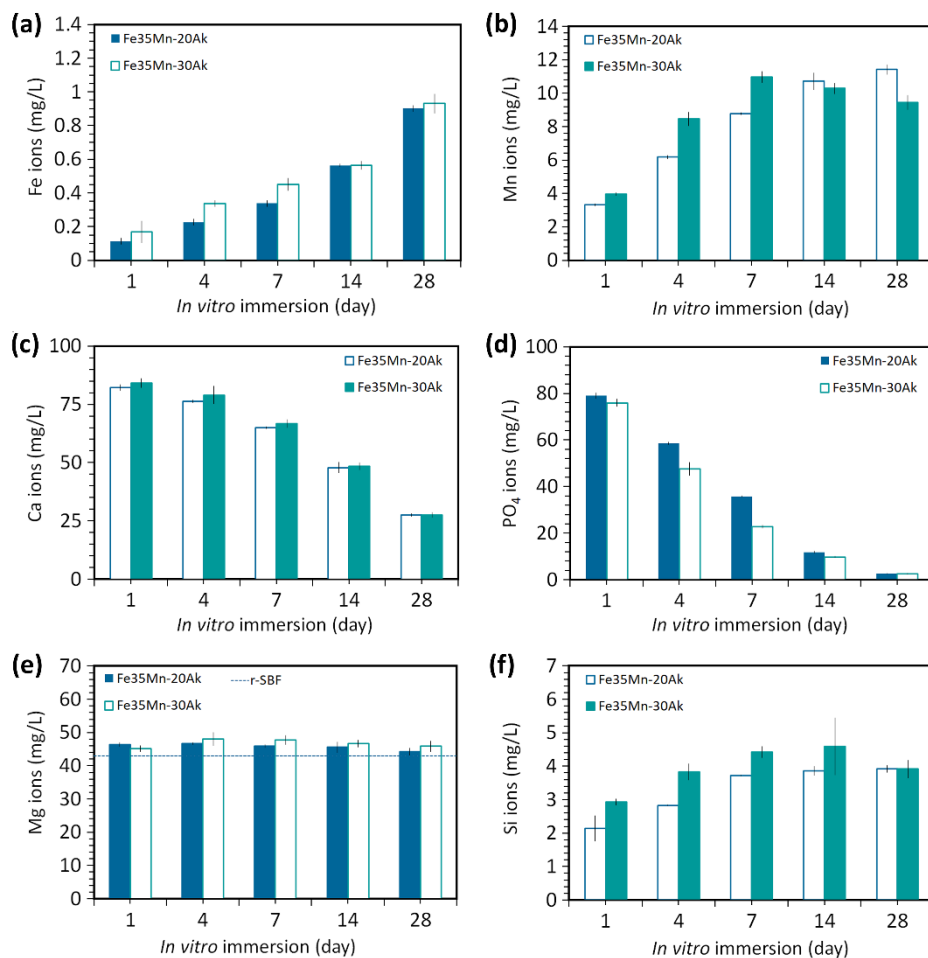 (a)
Fe ions (mg/L)
1.4
1.2
1
0.8
0.6
0.4
0.2
0
Fe35Mn-20Ak
Fe35Mn-30Ak
1 4 7 14 28
In vitro immersion (day)
(b)
Mn ions (mg/L)
14
12
10
8
6
4
2
0
Fe35Mn-20Ak
Fe35Mn-30Ak
1 4 7 14 28
In vitro immersion (day)
(c)
Ca ions (mg/L)
100
75
50
25
0
Fe35Mn-20Ak
Fe35Mn-30Ak
1 4 7 14 28
In vitro immersion (day)
(d)
PO₄ ions (mg/L)
100
80
60
40
20
0
Fe35Mn-20Ak
Fe35Mn-30Ak
1 4 7 14 28
In vitro immersion (day)
(e)
Mg ions (mg/L)
70
60
50
40
30
20
10
0
Fe35Mn-20Ak r-SBF
Fe35Mn-30Ak
1 4 7 14 28
In vitro immersion (day)
(f)
Si ions (mg/L)
7
6
5
4
3
2
1
0
Fe35Mn-20Ak
Fe35Mn-30Ak
1 4 7 14 28
In vitro immersion (day)